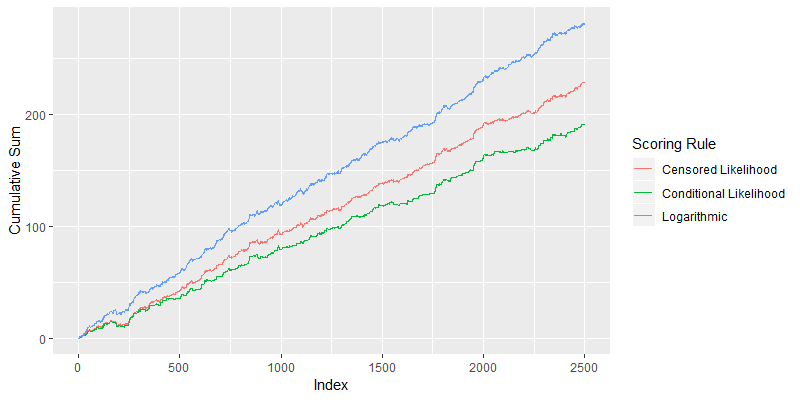 Cumulative Sum
200
100
0
0 500 1000 1500 2000 2500
Index
Scoring Rule
Censored Likelihood
Conditional Likelihood
Logarithmic